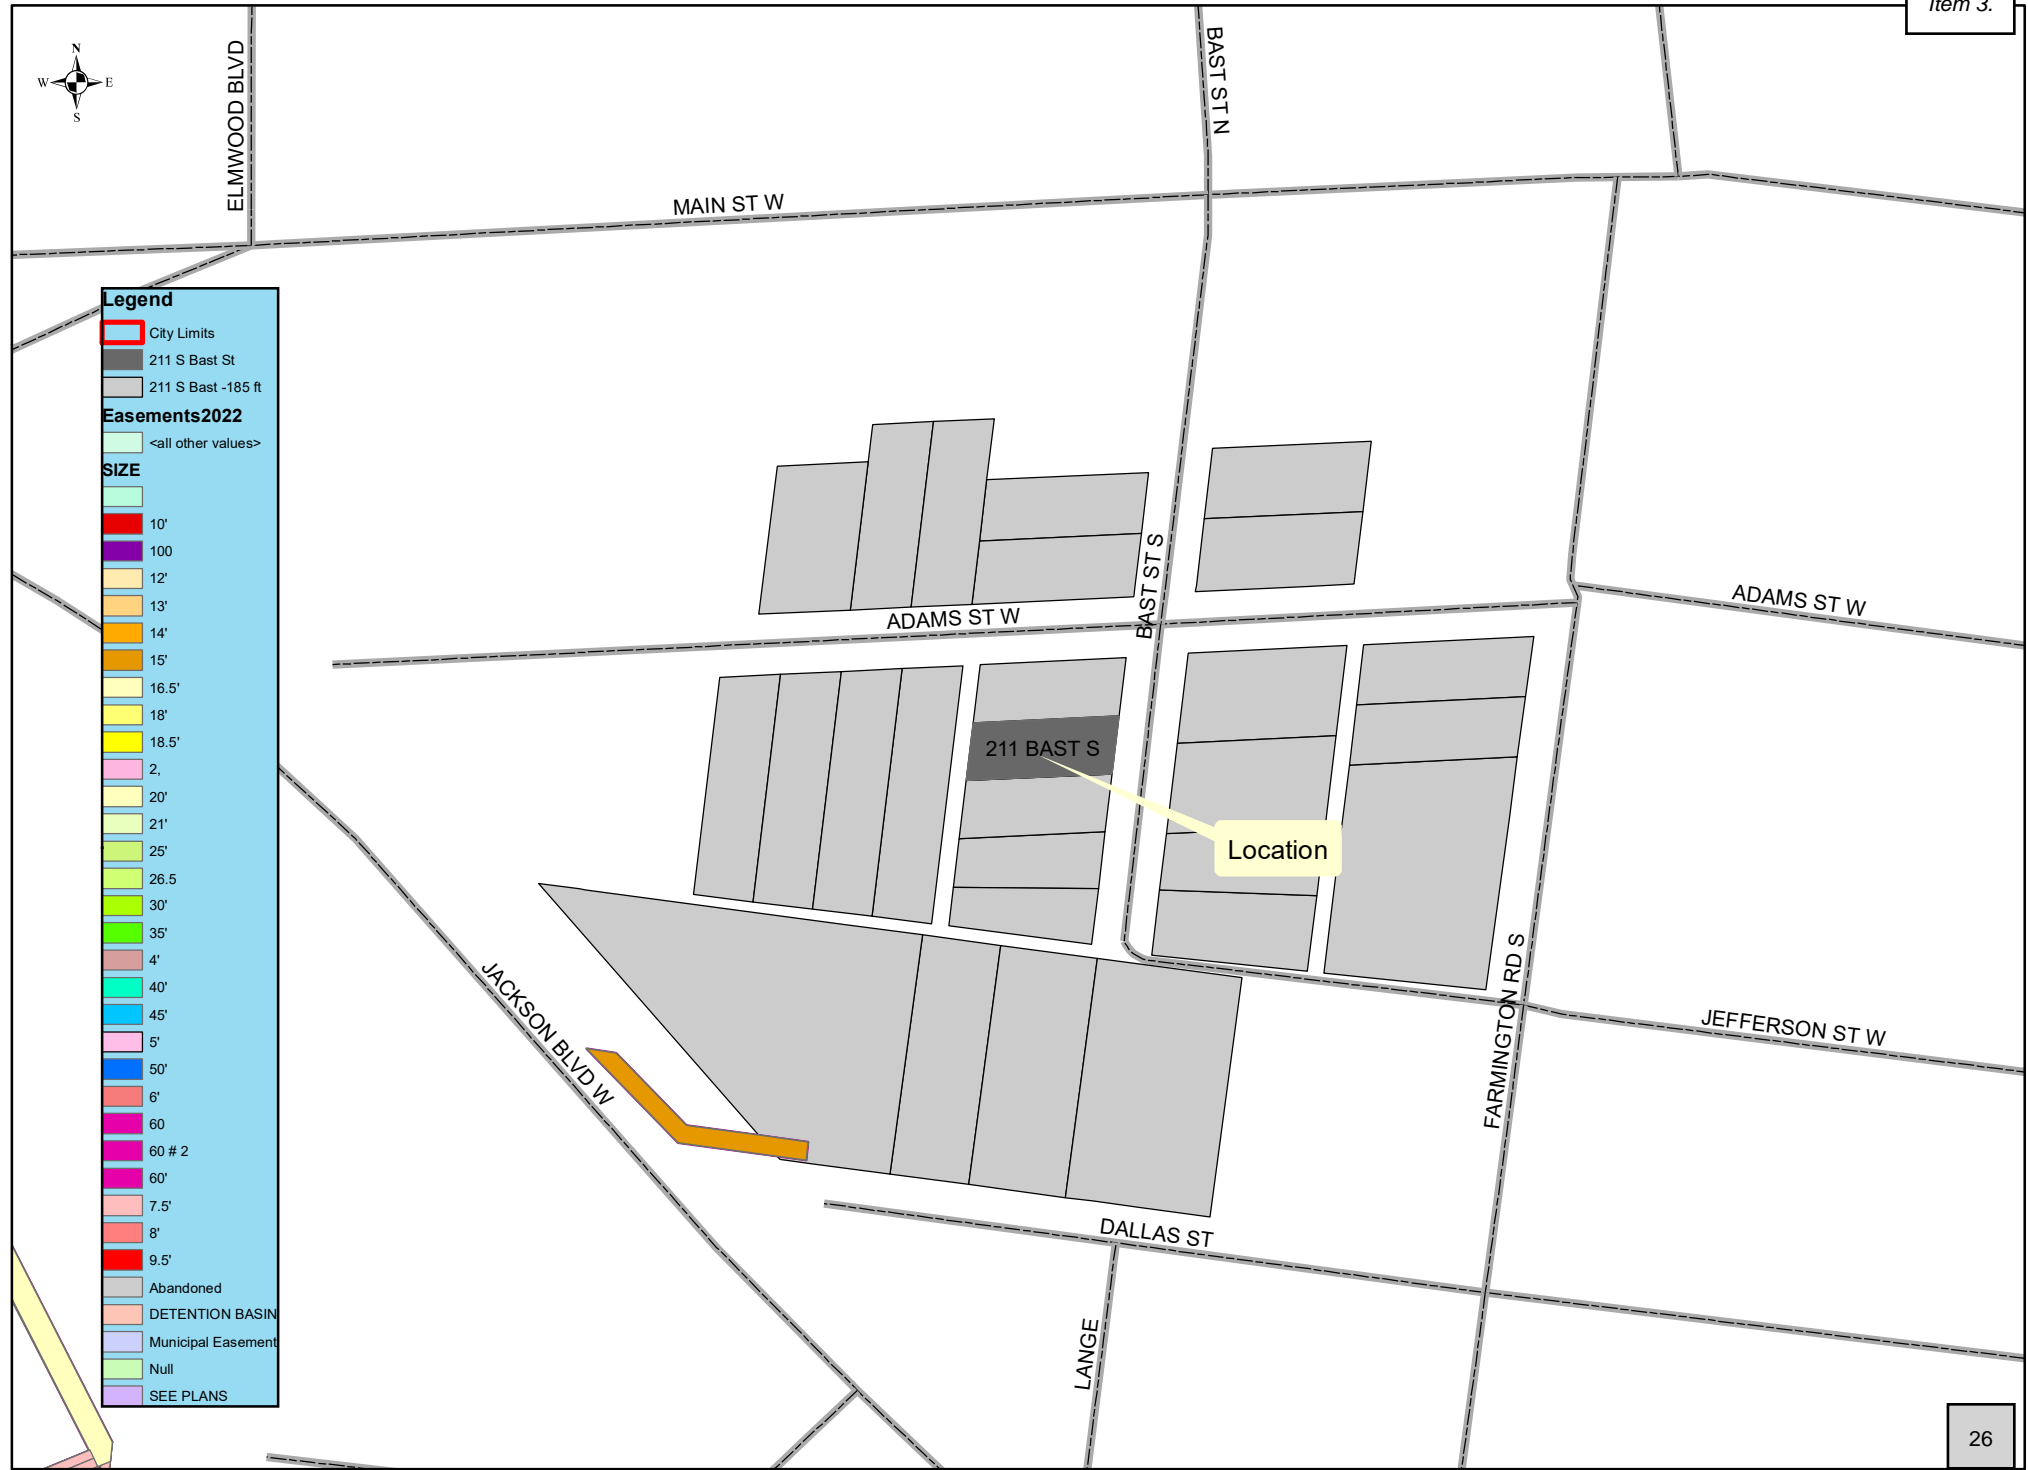 Item 3.
N
W E
S
ELMWOOD BLVD
BAST ST N
MAIN ST W
Legend
City Limits
211 S Bast St
211 S Bast -185 ft
Easements2022
<all other values>
SIZE
10'
100
12'
13'
14'
15'
16.5'
18'
18.5'
2,
20'
21'
25'
26.5
30'
35'
4'
40'
45'
5'
50'
6'
60
60 # 2
60'
7.5'
8'
9.5'
Abandoned
DETENTION BASIN
Municipal Easement
Null
SEE PLANS
BAST ST S
ADAMS ST W
ADAMS ST W
211 BAST S
Location
JACKSON BLVD W
FARMINGTON RD S
JEFFERSON ST W
DALLAS ST
LANGE
26